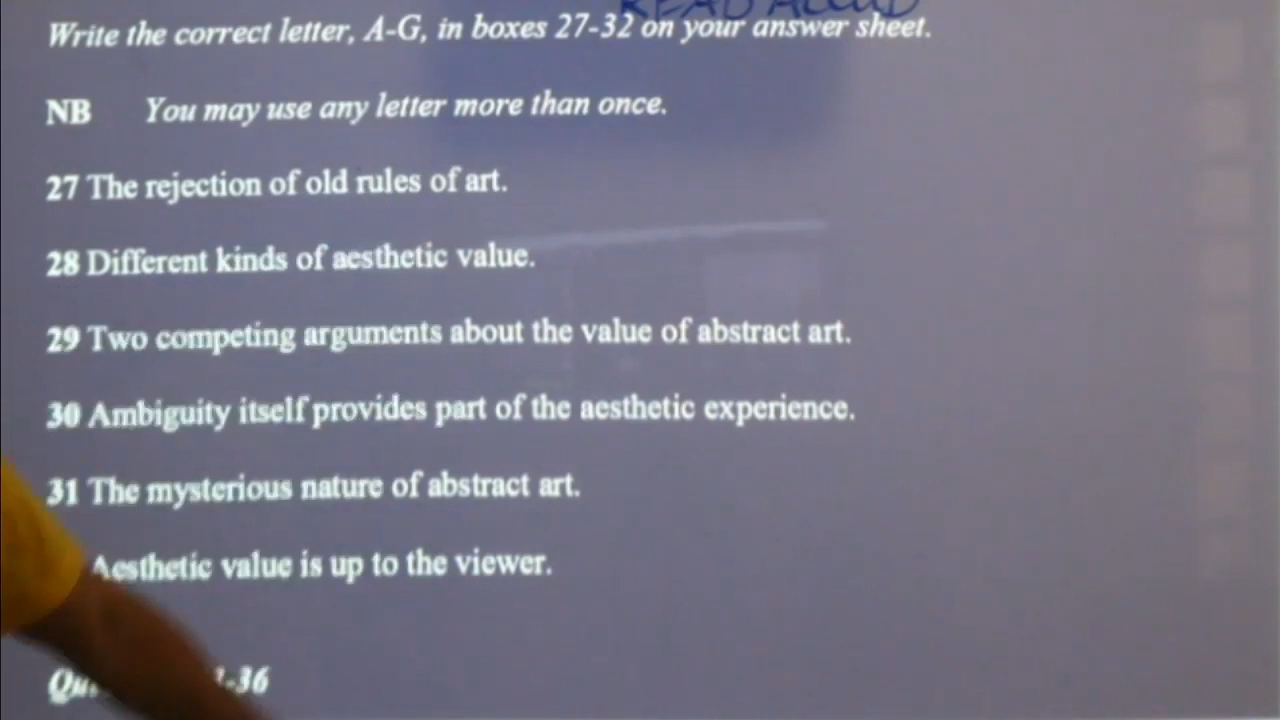 READ ALOUD
Write the correct letter, A-G, in boxes 27-32 on your answer sheet.
NB You may use any letter more than once.
27 The rejection of old rules of art.
28 Different kinds of aesthetic value.
29 Two competing arguments about the value of abstract art.
30 Ambiguity itself provides part of the aesthetic experience.
31 The mysterious nature of abstract art.
Aesthetic value is up to the viewer.
-36